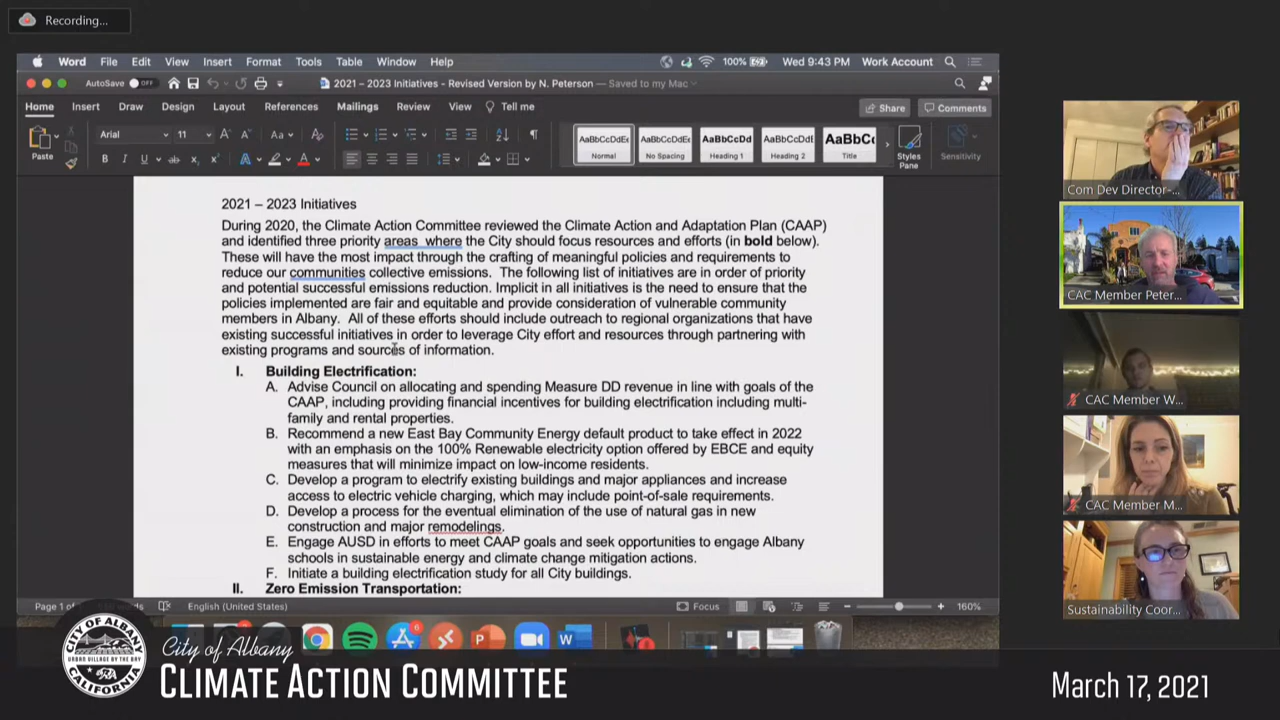 Recording...
Word File Edit View Insert Format Tools Table Window Help 100% Wed 9:43 PM Work Account
AutoSave OFF 2021 – 2023 Initiatives - Revised Version by N. Peterson — Saved to my Mac
Home Insert Draw Design Layout References Mailings Review View Tell me Share Comments
Paste Arial 11 AaBbCcDdEe AaBbCcDdEe AaBbCcDd AaBbCcDdEe AaBbCc Styles Pane Sensitivity
Normal No Spacing Heading 1 Heading 2 Title
2021 – 2023 Initiatives
During 2020, the Climate Action Committee reviewed the Climate Action and Adaptation Plan (CAAP)
and identified three priority areas where the City should focus resources and efforts (in bold below).
These will have the most impact through the crafting of meaningful policies and requirements to
reduce our communities collective emissions. The following list of initiatives are in order of priority
and potential successful emissions reduction. Implicit in all initiatives is the need to ensure that the
policies implemented are fair and equitable and provide consideration of vulnerable community
members in Albany. All of these efforts should include outreach to regional organizations that have
existing successful initiatives in order to leverage City effort and resources through partnering with
existing programs and sources of information.
I. Building Electrification:
A. Advise Council on allocating and spending Measure DD revenue in line with goals of the
CAAP, including providing financial incentives for building electrification including multi-
family and rental properties.
B. Recommend a new East Bay Community Energy default product to take effect in 2022
with an emphasis on the 100% Renewable electricity option offered by EBCE and equity
measures that will minimize impact on low-income residents.
C. Develop a program to electrify existing buildings and major appliances and increase
access to electric vehicle charging, which may include point-of-sale requirements.
D. Develop a process for the eventual elimination of the use of natural gas in new
construction and major remodelings.
E. Engage AUSD in efforts to meet CAAP goals and seek opportunities to engage Albany
schools in sustainable energy and climate change mitigation actions.
F. Initiate a building electrification study for all City buildings.
II. Zero Emission Transportation:
Page 1 of English (United States) Focus 160%
Com Dev Director-...
CAC Member Peter...
CAC Member W...
CAC Member M...
Sustainability Coor...
CITY OF ALBANY
URBAN VILLAGE BY THE BAY
CALIFORNIA
City of Albany
CLIMATE ACTION COMMITTEE
March 17, 2021